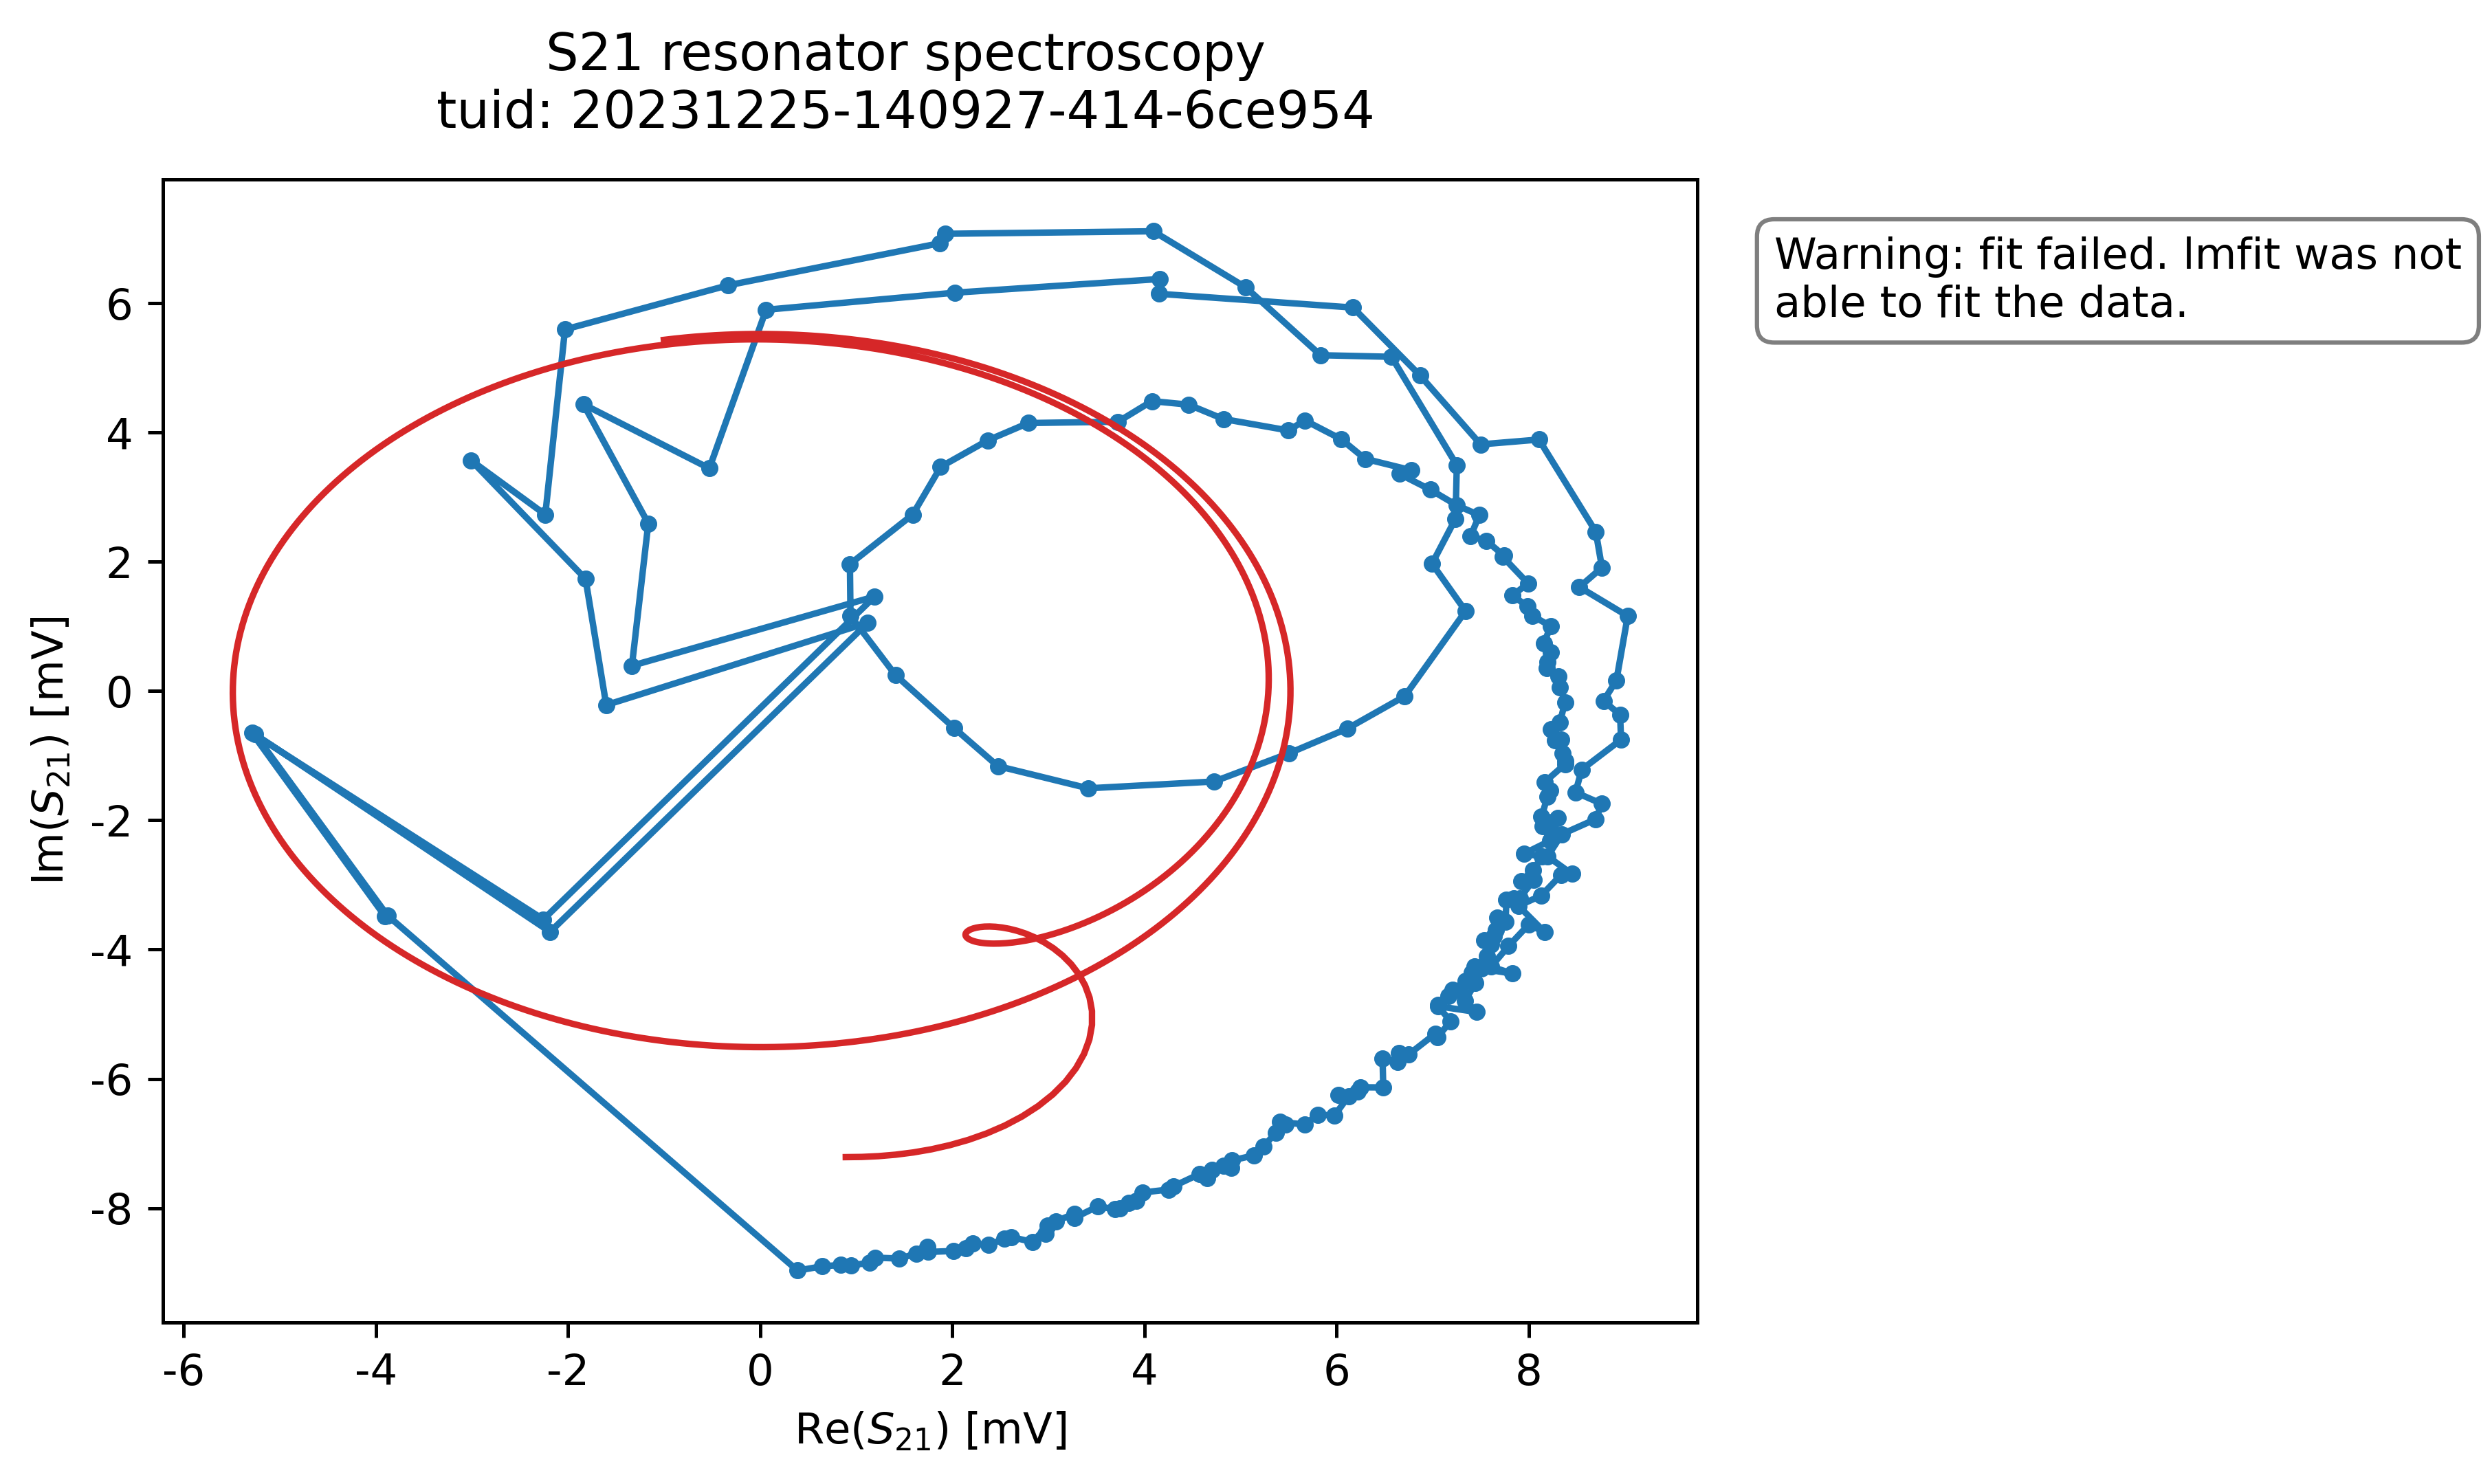 S21 resonator spectroscopy
tuid: 20231225-140927-414-6ce954
Warning: fit failed. lmfit was not
able to fit the data.
Im(S21) [mV]
6
4
2
0
-2
-4
-6
-8
-6
-4
-2
0
2
4
6
8
Re(S21) [mV]